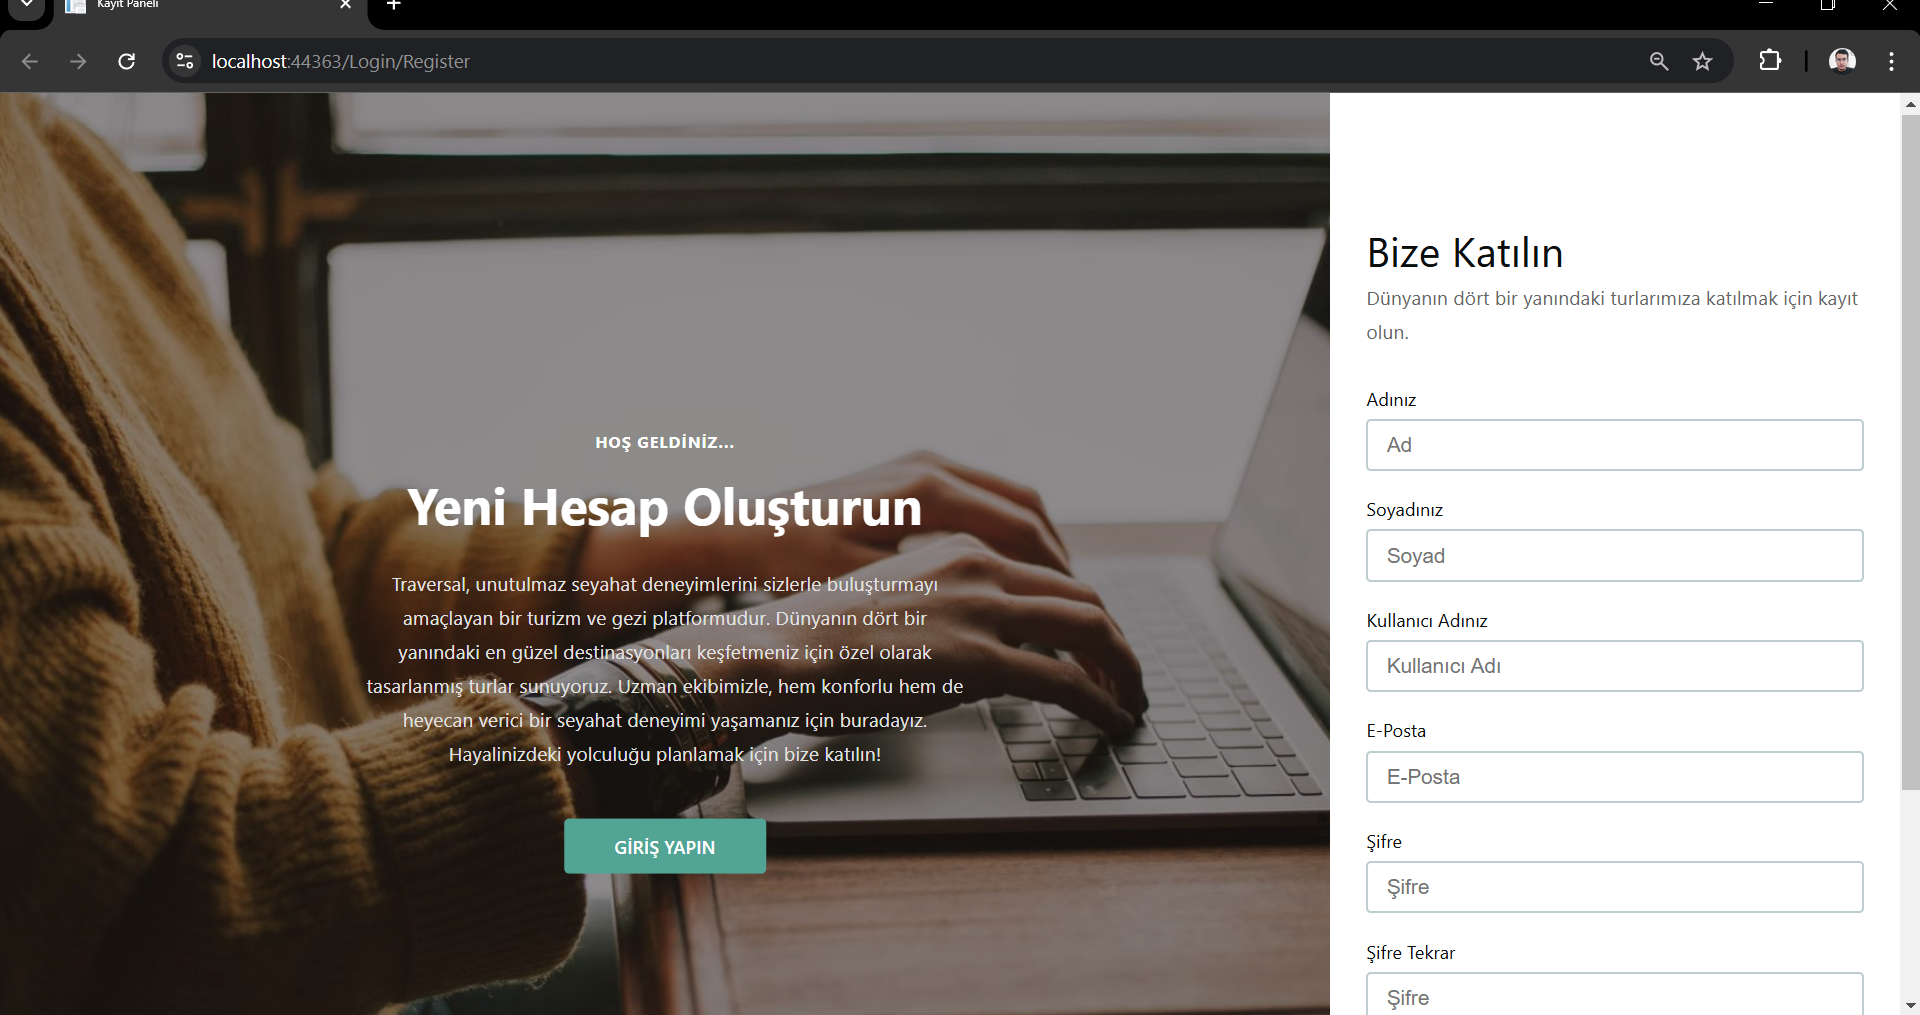 Kayıt Paneli
localhost:44363/Login/Register
HOŞ GELDİNİZ...
Yeni Hesap Oluşturun
Traversal, unutulmaz seyahat deneyimlerini sizlerle buluşturmayı
amaçlayan bir turizm ve gezi platformudur. Dünyanın dört bir
yanındaki en güzel destinasyonları keşfetmeniz için özel olarak
tasarlanmış turlar sunuyoruz. Uzman ekibimizle, hem konforlu hem de
heyecan verici bir seyahat deneyimi yaşamanız için buradayız.
Hayalinizdeki yolculuğu planlamak için bize katılın!
GİRİŞ YAPIN
Bize Katılın
Dünyanın dört bir yanındaki turlarımıza katılmak için kayıt
olun.
Adınız
Ad
Soyadınız
Soyad
Kullanıcı Adınız
Kullanıcı Adı
E-Posta
E-Posta
Şifre
Şifre
Şifre Tekrar
Şifre